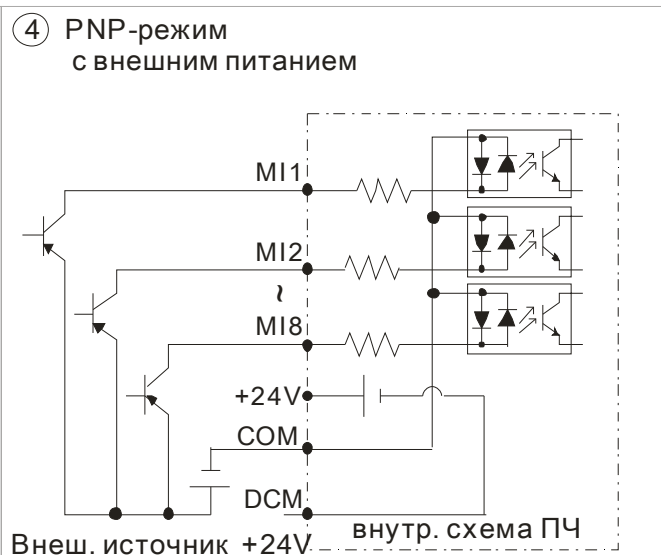 4 PNP-режим
с внешним питанием
MI1
MI2
~
MI8
+24V
COM
DCM
Внеш. источник +24V
внутр. схема ПЧ